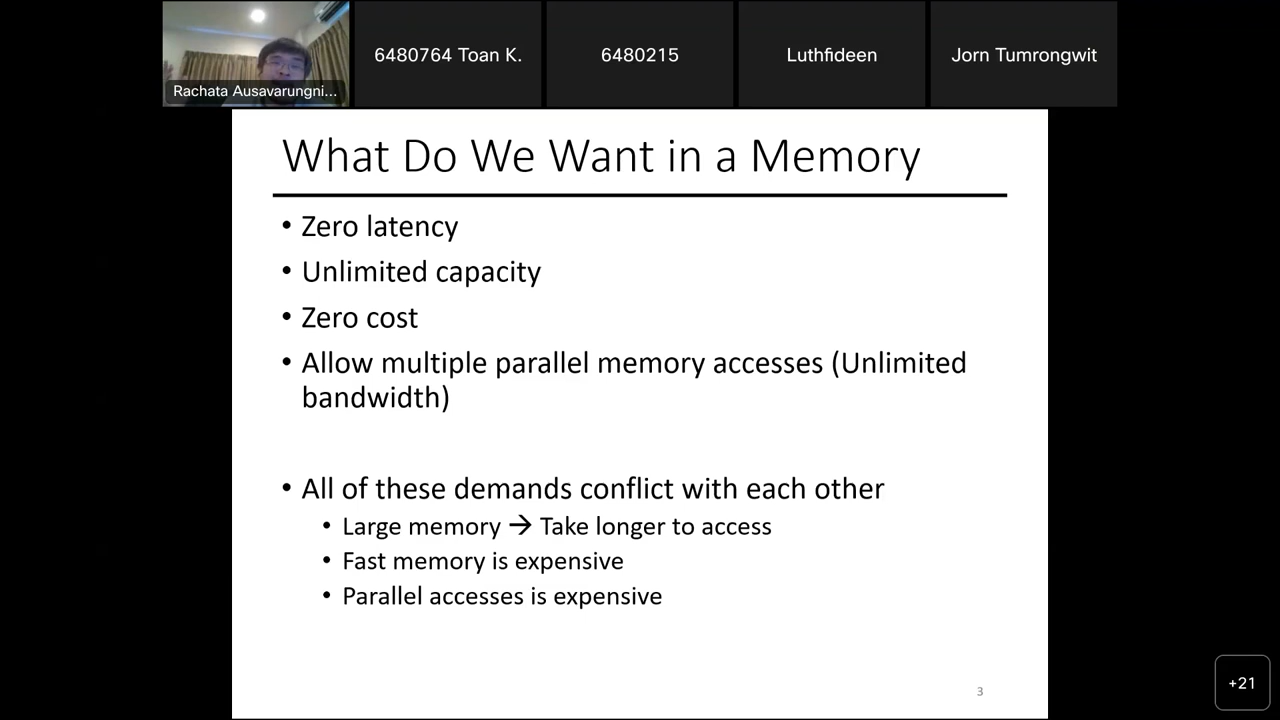 Rachata Ausavarungni...
6480764 Toan K.
6480215
Luthfideen
Jorn Tumrongwit
What Do We Want in a Memory
• Zero latency
• Unlimited capacity
• Zero cost
• Allow multiple parallel memory accesses (Unlimited
bandwidth)
• All of these demands conflict with each other
• Large memory → Take longer to access
• Fast memory is expensive
• Parallel accesses is expensive
3
+21